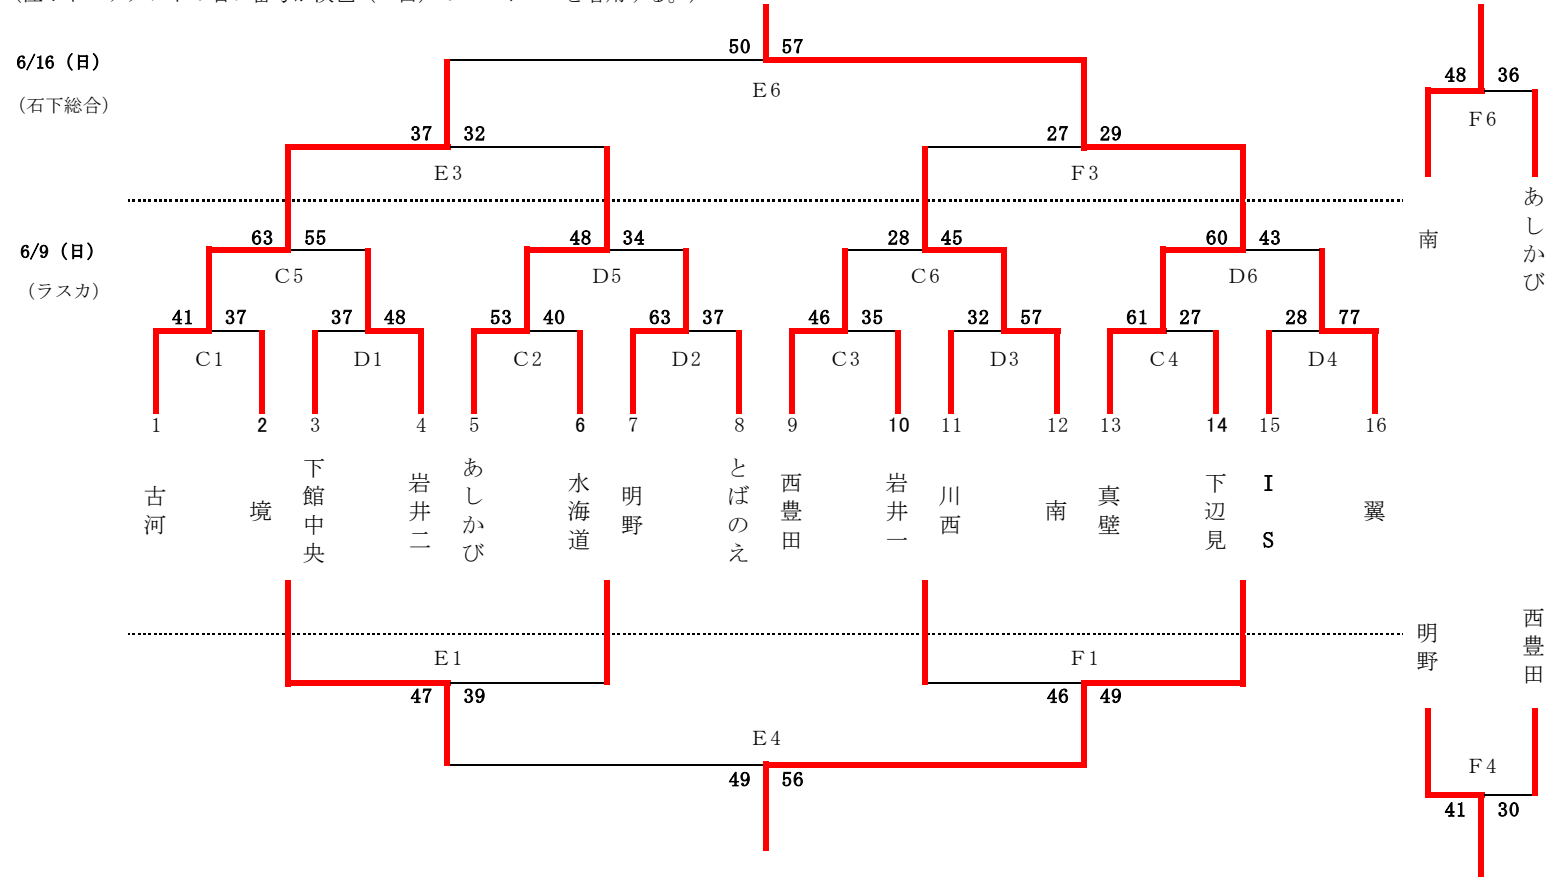 50 57
6/16（日）
E6
（石下総合）
48 36
F6
37 32
27 29
E3
F3
南
あしかび
6/9（日）
（ラスカ）
63 55
48 34
28 45
60 43
C5
D5
C6
D6
41 37
37 48
53 40
63 37
46 35
32 57
61 27
28 77
C1
D1
C2
D2
C3
D3
C4
D4
1 2 3 4 5 6 7 8 9 10 11 12 13 14 15 16
古河
境
下館中央
岩井二
あしかび
水海道
明野
とばのえ
西豊田
岩井一
川西
南
真壁
下辺見
IS
翼
E1
F1
47 39
46 49
E4
49 56
明野
西豊田
F4
41 30